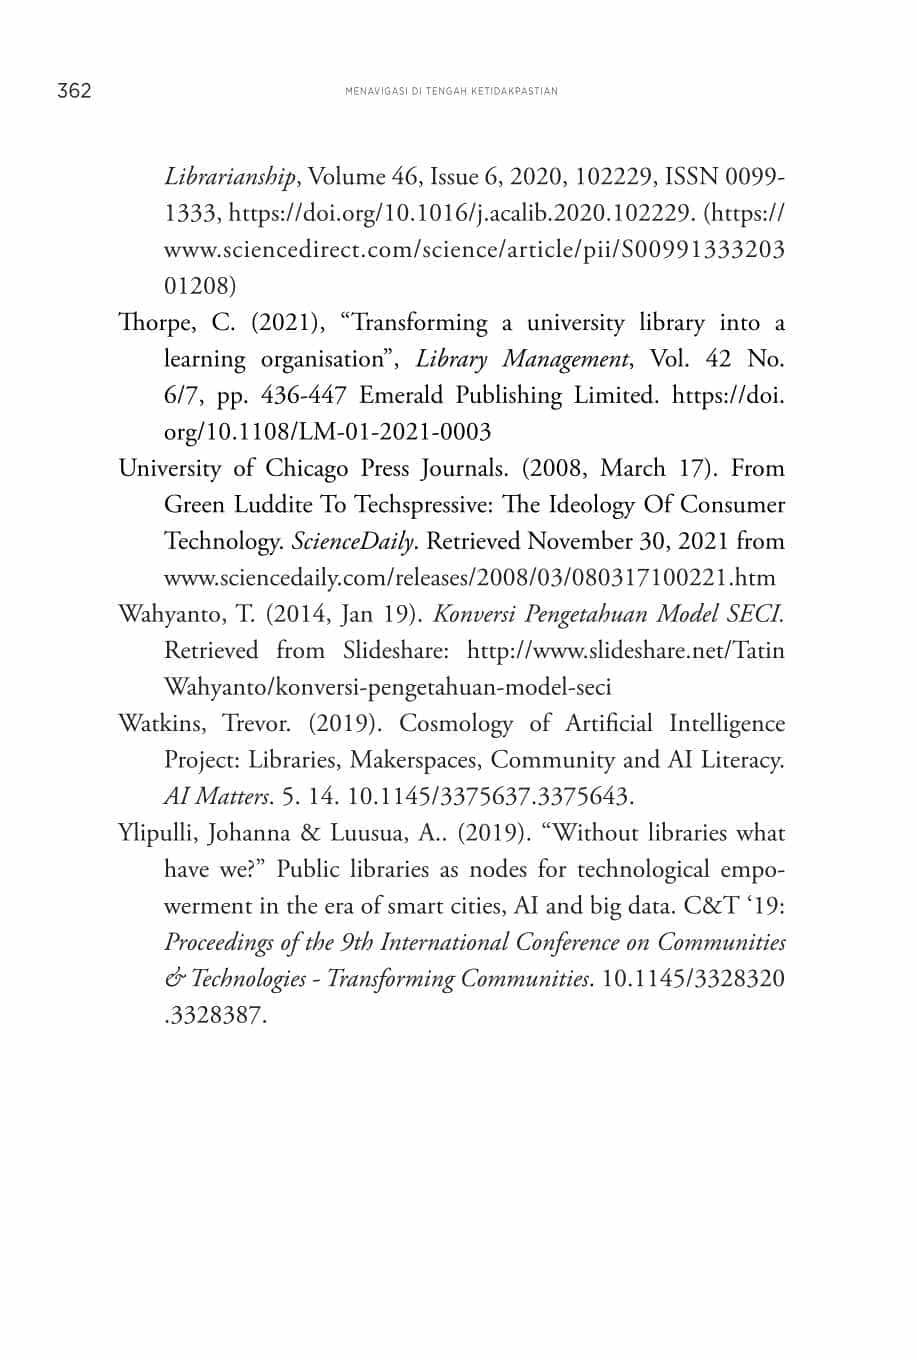 362
MENAVIGASI DI TENGAH KETIDAKPASTIAN
Librarianship, Volume 46, Issue 6, 2020, 102229, ISSN 0099-
1333, https://doi.org/10.1016/j.acalib.2020.102229. (https://
www.sciencedirect.com/science/article/pii/S00991333203
01208)
Thorpe, C. (2021), “Transforming a university library into a
learning organisation”, Library Management, Vol. 42 No.
6/7, pp. 436-447 Emerald Publishing Limited. https://doi.
org/10.1108/LM-01-2021-0003
University of Chicago Press Journals. (2008, March 17). From
Green Luddite To Techspressive: The Ideology Of Consumer
Technology. ScienceDaily. Retrieved November 30, 2021 from
www.sciencedaily.com/releases/2008/03/080317100221.htm
Wahyanto, T. (2014, Jan 19). Konversi Pengetahuan Model SECI.
Retrieved from Slideshare: http://www.slideshare.net/Tatin
Wahyanto/konversi-pengetahuan-model-seci
Watkins, Trevor. (2019). Cosmology of Artificial Intelligence
Project: Libraries, Makerspaces, Community and AI Literacy.
AI Matters. 5. 14. 10.1145/3375637.3375643.
Ylipulli, Johanna & Luusua, A.. (2019). “Without libraries what
have we?” Public libraries as nodes for technological empo-
werment in the era of smart cities, AI and big data. C&T ‘19:
Proceedings of the 9th International Conference on Communities
& Technologies - Transforming Communities. 10.1145/3328320
.3328387.